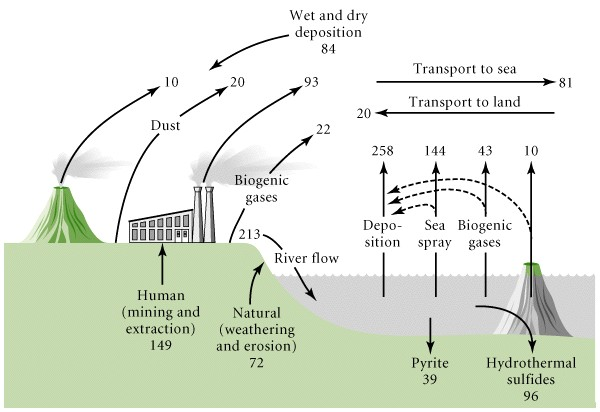 Wet and dry
deposition
84
10
20
93
Transport to sea
81
Dust
20
Transport to land
22
258
144
43
10
Biogenic
gases
213
River flow
Depo-
sition
Sea
spray
Biogenic
gases
Human
(mining and
extraction)
149
Natural
(weathering
and erosion)
72
Pyrite
39
Hydrothermal
sulfides
96